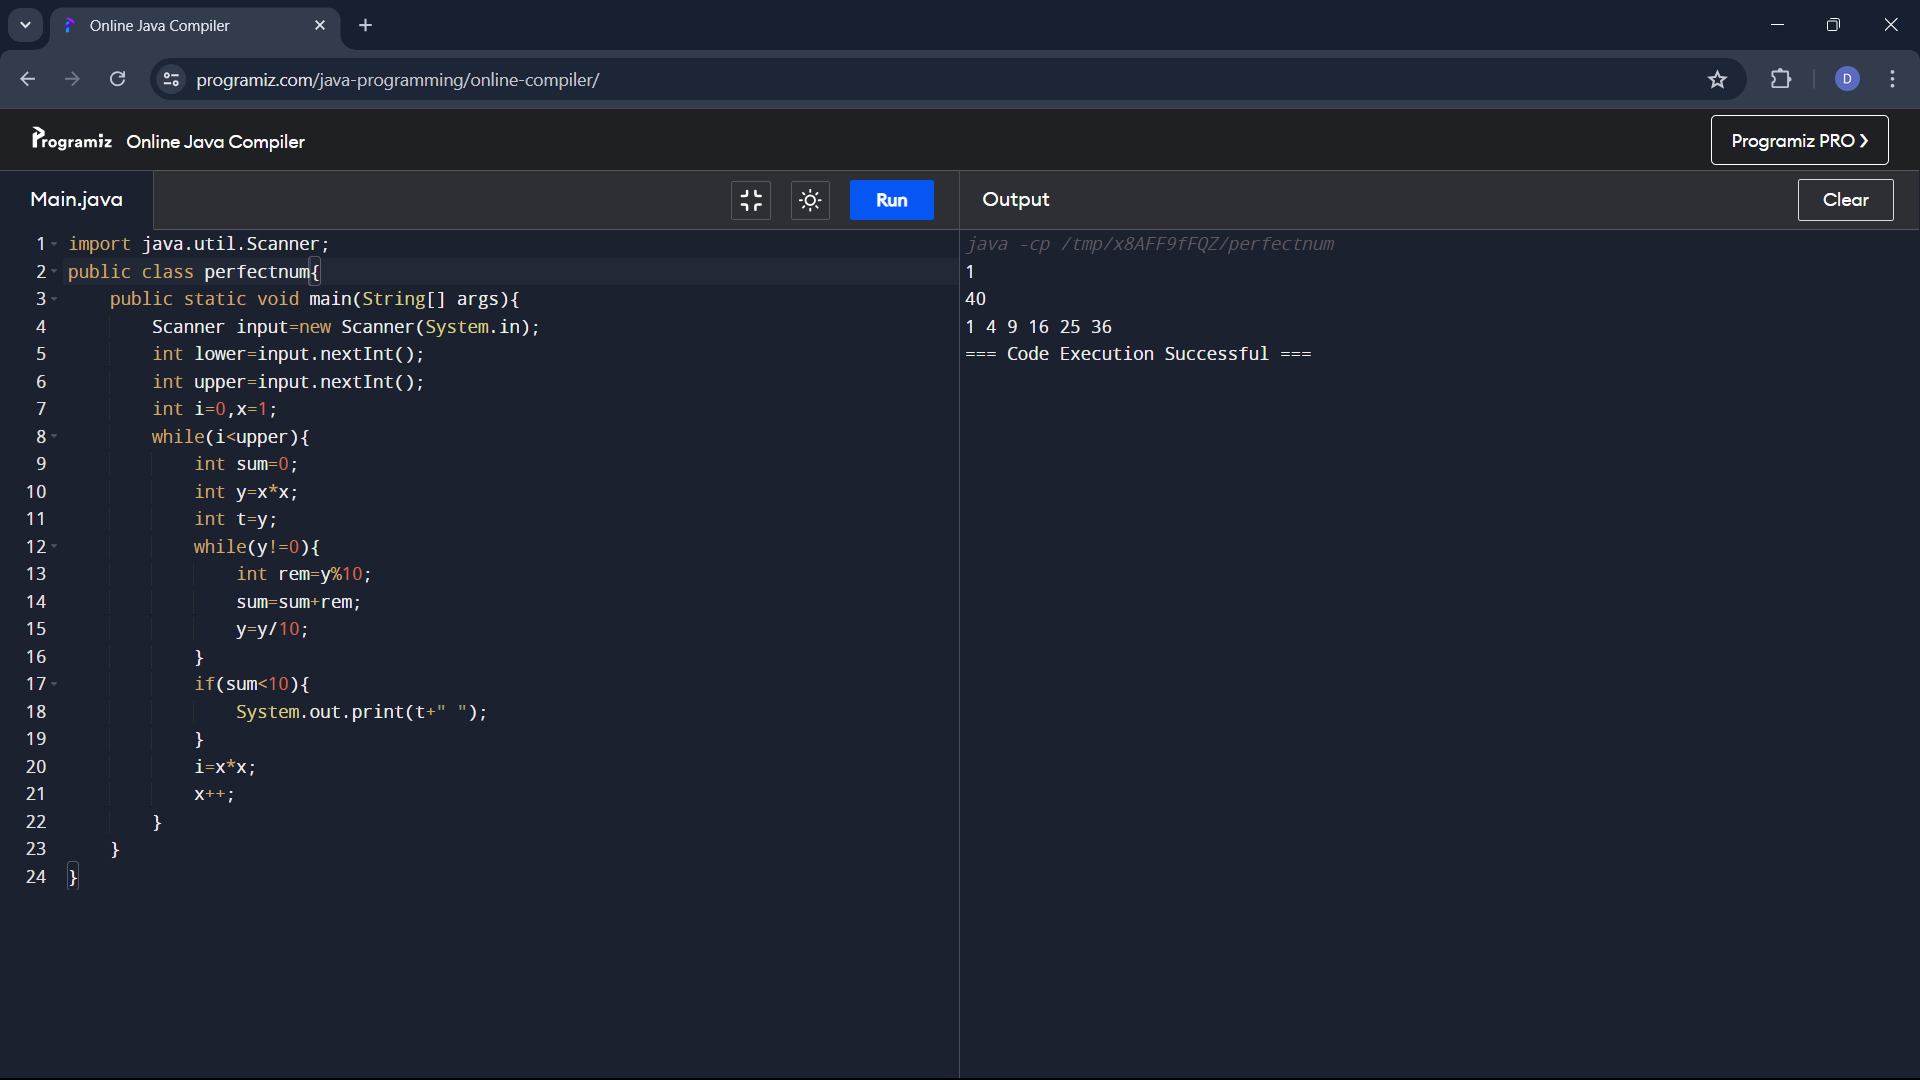 Online Java Compiler
programiz.com/java-programming/online-compiler/
D
Programiz Online Java Compiler
Programiz PRO
Main.java
Run
Output
Clear
1 import java.util.Scanner;
2 public class perfectnum{
3 public static void main(String[] args){
4 Scanner input=new Scanner(System.in);
5 int lower=input.nextInt();
6 int upper=input.nextInt();
7 int i=0,x=1;
8 while(i<upper){
9 int sum=0;
10 int y=x*x;
11 int t=y;
12 while(y!=0){
13 int rem=y%10;
14 sum=sum+rem;
15 y=y/10;
16 }
17 if(sum<10){
18 System.out.print(t+" ");
19 }
20 i=x*x;
21 x++;
22 }
23 }
24 }
java -cp /tmp/x8AFF9fFQZ/perfectnum
1
40
1 4 9 16 25 36
=== Code Execution Successful ===